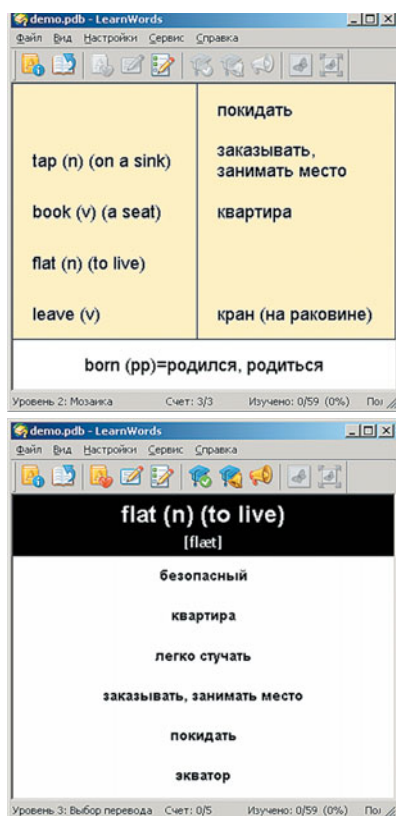 demo.pdb - LearnWords
Файл Вид Настройки Сервис Справка
покидать
tap (n) (on a sink)
заказывать,
занимать место
book (v) (a seat)
квартира
flat (n) (to live)
leave (v)
кран (на раковине)
born (pp)=родился, родиться
Уровень 2: Мозаика Счет: 3/3 Изучено: 0/59 (0%) По
demo.pdb - LearnWords
Файл Вид Настройки Сервис Справка
flat (n) (to live)
[flæt]
безопасный
квартира
легко стучать
заказывать, занимать место
покидать
экватор
Уровень 3: Выбор перевода Счет: 0/5 Изучено: 0/59 (0%)